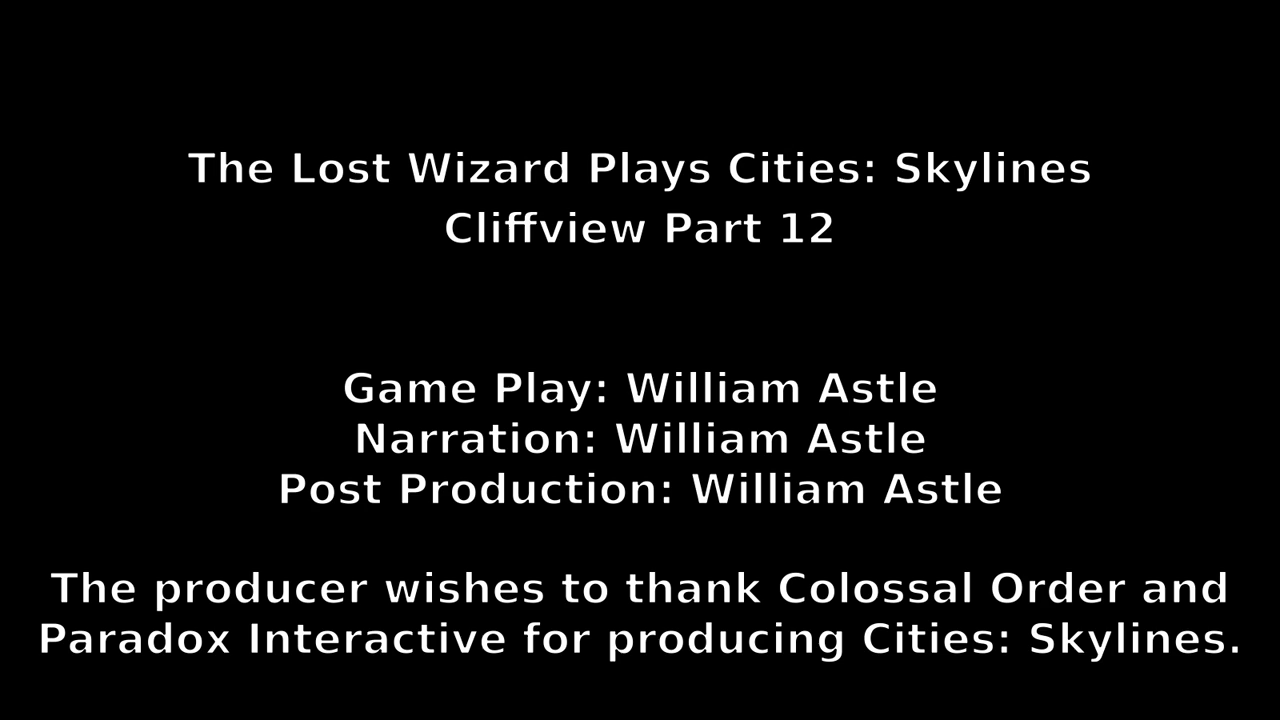 The Lost Wizard Plays Cities: Skylines
Cliffview Part 12
Game Play: William Astle
Narration: William Astle
Post Production: William Astle
The producer wishes to thank Colossal Order and
Paradox Interactive for producing Cities: Skylines.